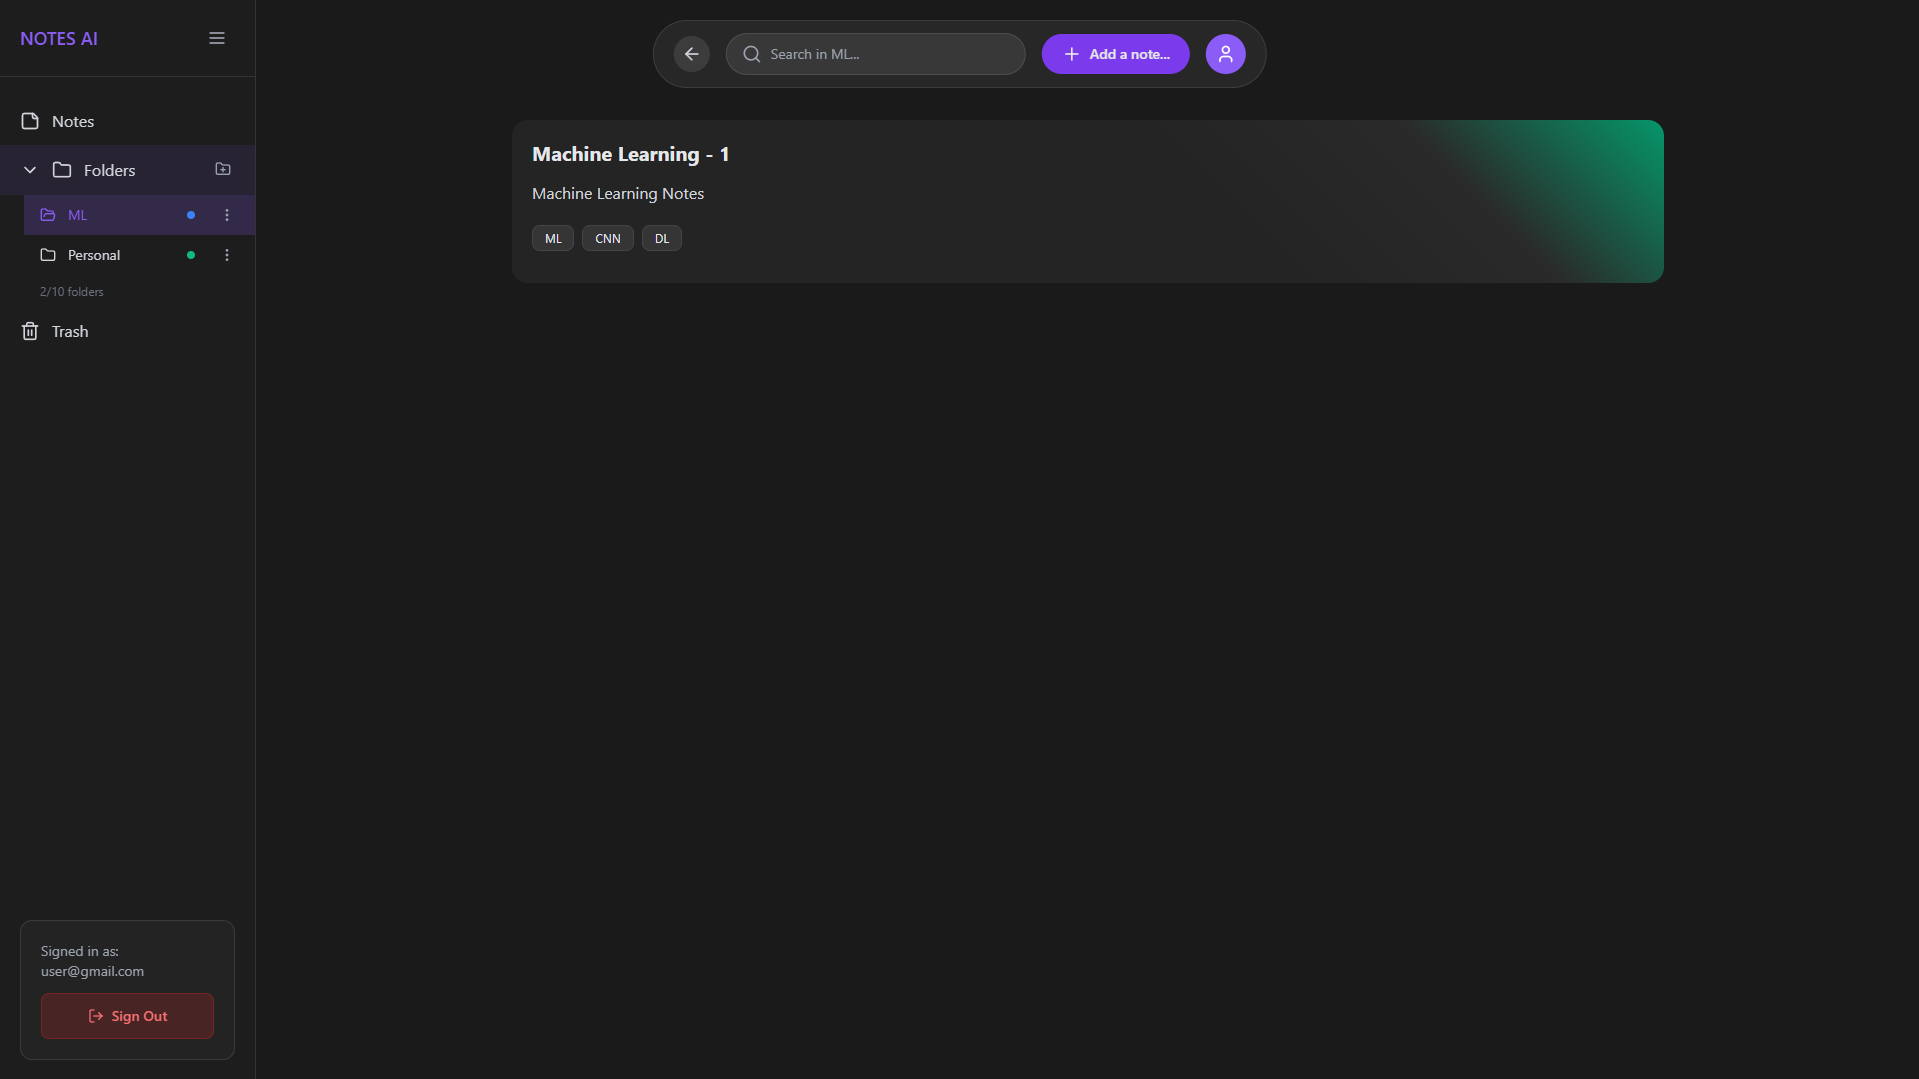 NOTES AI
Notes
Folders
ML
Personal
2/10 folders
Trash
Signed in as:
user@gmail.com
Sign Out
Search in ML...
Add a note...
Machine Learning - 1
Machine Learning Notes
ML CNN DL